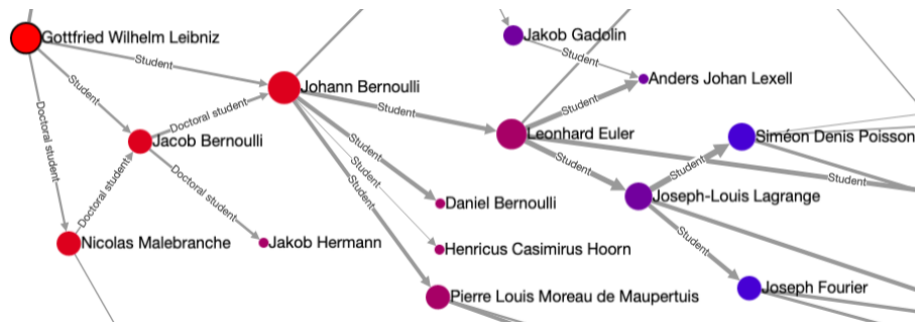 Gottfried Wilhelm Leibniz
Jakob Gadolin
Student
Student
Anders Johan Lexell
Student
Johann Bernoulli
Student
Student
Student
Doctoral student
Doctoral student
Jacob Bernoulli
Leonhard Euler
Siméon Denis Poisson
Student
Student
Student
Student
Student
Student
Doctoral student
Doctoral student
Joseph-Louis Lagrange
Daniel Bernoulli
Nicolas Malebranche
Jakob Hermann
Henricus Casimirus Hoorn
Student
Joseph Fourier
Pierre Louis Moreau de Maupertuis